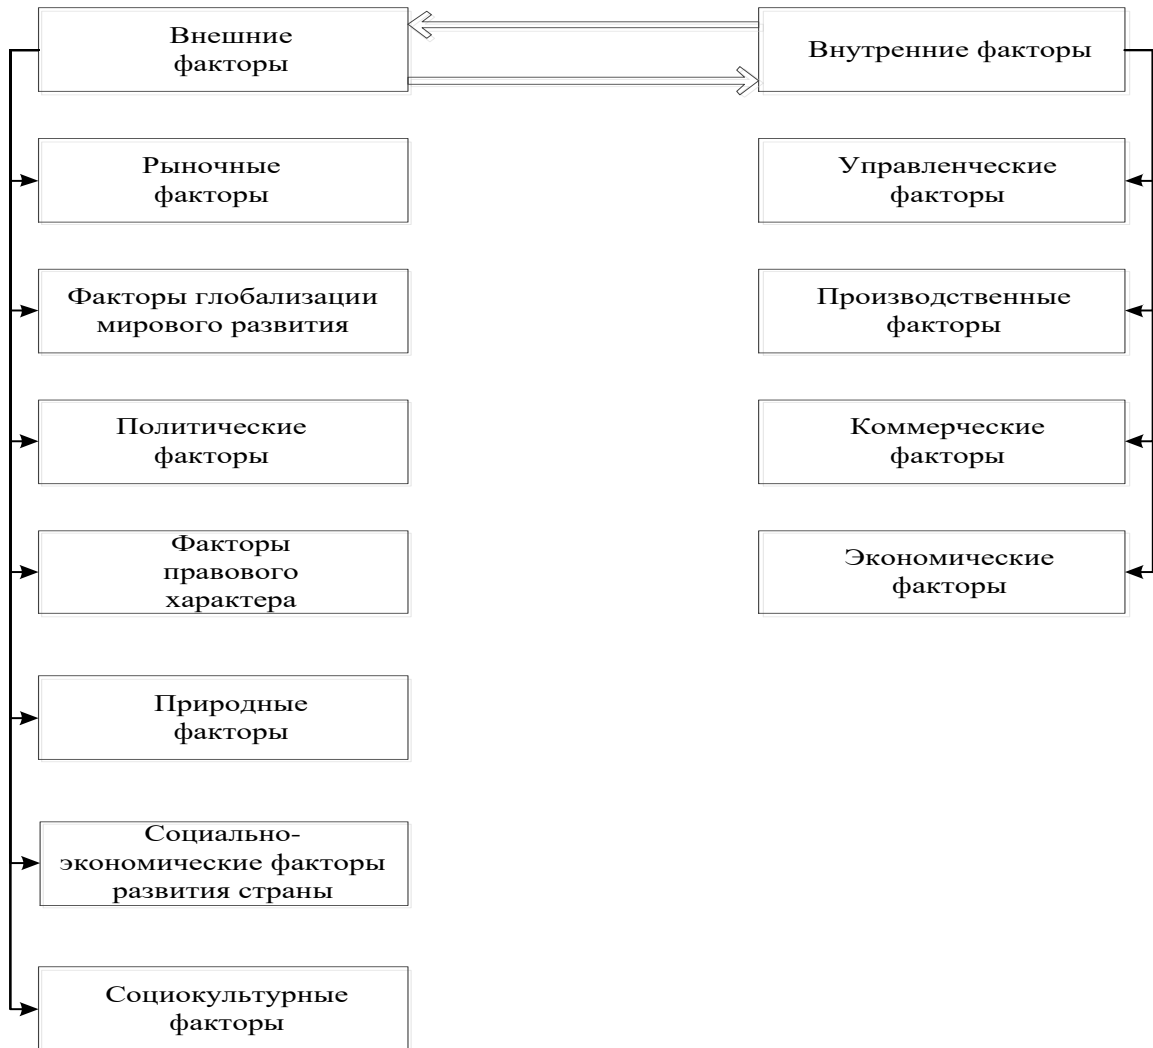 Внешние
факторы
Внутренние факторы
Рыночные
факторы
Управленческие
факторы
Факторы глобализации
мирового развития
Производственные
факторы
Политические
факторы
Коммерческие
факторы
Факторы
правового
характера
Экономические
факторы
Природные
факторы
Социально-
экономические факторы
развития страны
Социокультурные
факторы